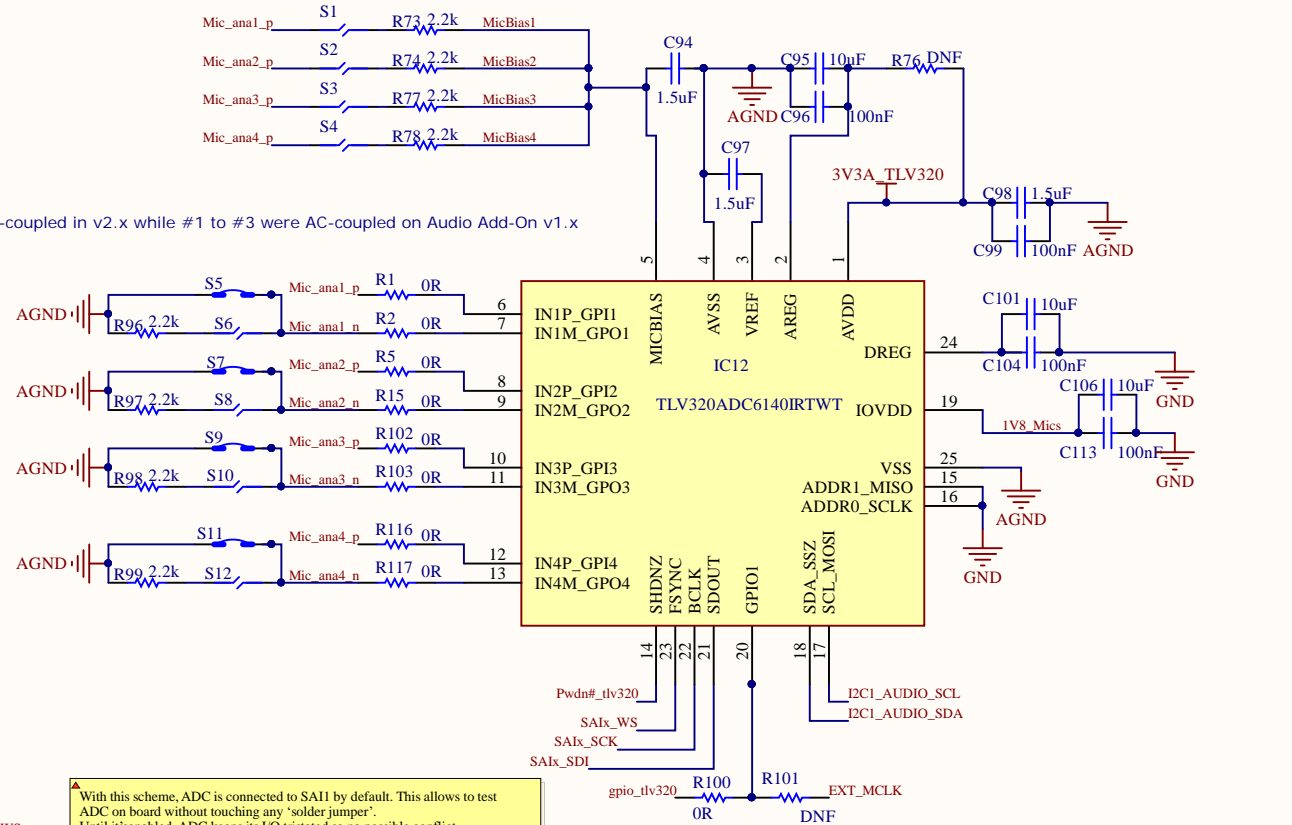 S1
Mic_ana1_p
R73 2.2k
MicBias1
S2
Mic_ana2_p
R74 2.2k
MicBias2
S3
Mic_ana3_p
R77 2.2k
MicBias3
S4
Mic_ana4_p
R78 2.2k
MicBias4
C94
1.5uF
AGND
C95
10uF
C96
100nF
R76 DNF
C97
1.5uF
3V3A_TLV320
C98
1.5uF
C99
100nF
AGND
-coupled in v2.x while #1 to #3 were AC-coupled on Audio Add-On v1.x
5
4
3
2
1
MICBIAS
AVSS
VREF
AREG
AVDD
AGND
S5
R96 2.2k
S6
Mic_ana1_p
R1
0R
Mic_ana1_n
R2
0R
6
IN1P_GPI1
7
IN1M_GPO1
AGND
S7
R97 2.2k
S8
Mic_ana2_p
R5
0R
Mic_ana2_n
R15
0R
8
IN2P_GPI2
9
IN2M_GPO2
AGND
S9
R98 2.2k
S10
Mic_ana3_p
R102
0R
Mic_ana3_n
R103
0R
10
IN3P_GPI3
11
IN3M_GPO3
AGND
S11
R99 2.2k
S12
Mic_ana4_p
R116
0R
Mic_ana4_n
R117
0R
12
IN4P_GPI4
13
IN4M_GPO4
IC12
TLV320ADC6140IRTWT
DREG
24
C101
10uF
C104
100nF
GND
IOVDD
19
1V8_Mics
C106
10uF
C113
100nF
GND
VSS
25
ADDR1_MISO
15
ADDR0_SCLK
16
AGND
GND
SHDNZ
FSYNC
BCLK
SDOUT
GPIO1
SDA_SSZ
SCL_MOSI
14
23
22
21
20
18
17
Pwdn#_tlv320
SAIx_WS
SAIx_SCK
SAIx_SDI
I2C1_AUDIO_SCL
I2C1_AUDIO_SDA
gpio_tlv320
R100
0R
R101
DNF
EXT_MCLK
With this scheme, ADC is connected to SAI1 by default. This allows to test
ADC on board without touching any 'solder jumper'.